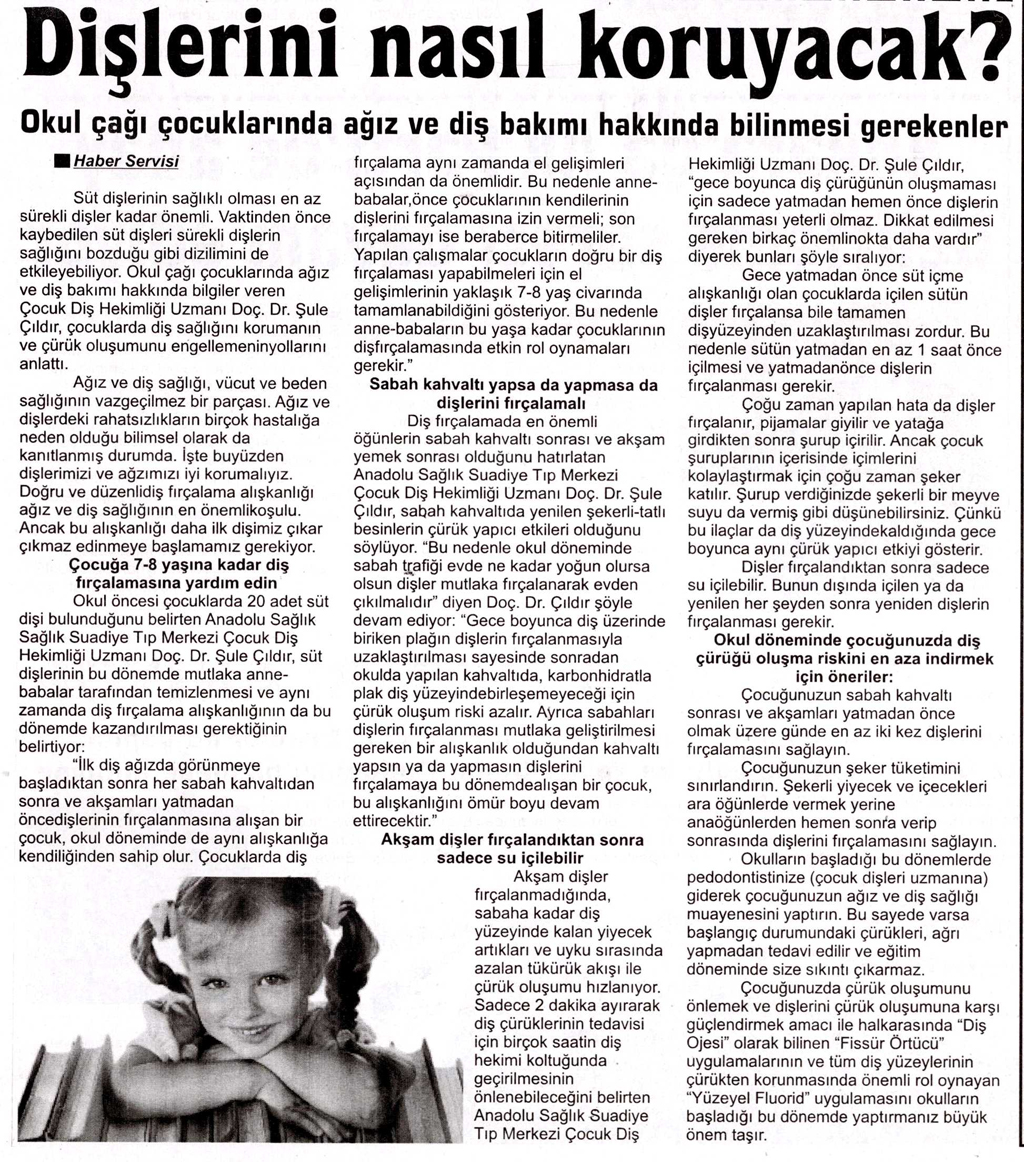 Dişlerini nasıl koruyacak?
Okul çağı çocuklarında ağız ve diş bakımı hakkında bilinmesi gerekenler
■ Haber Servisi
Süt dişlerinin sağlıklı olması en az
sürekli dişler kadar önemli. Vaktinden önce
kaybedilen süt dişleri sürekli dişlerin
sağlığını bozduğu gibi dizilimini de
etkileyebiliyor. Okul çağı çocuklarında ağız
ve diş bakımı hakkında bilgiler veren
Çocuk Diş Hekimliği Uzmanı Doç. Dr. Şule
Çıldır, çocuklarda diş sağlığını korumanın
ve çürük oluşumunu engellemeninyollarını
anlattı.
Ağız ve diş sağlığı, vücut ve beden
sağlığının vazgeçilmez bir parçası. Ağız ve
dişlerdeki rahatsızlıkların birçok hastalığa
neden olduğu bilimsel olarak da
kanıtlanmış durumda. İşte buyüzden
dişlerimizi ve ağzımızı iyi korumalıyız.
Doğru ve düzenlidiş fırçalama alışkanlığı
ağız ve diş sağlığının en önemlikoşulu.
Ancak bu alışkanlığı daha ilk dişimiz çıkar
çıkmaz edinmeye başlamamız gerekiyor.
Çocuğa 7-8 yaşına kadar diş
fırçalamasına yardım edin
Okul öncesi çocuklarda 20 adet süt
dişi bulunduğunu belirten Anadolu Sağlık
Sağlık Suadiye Tıp Merkezi Çocuk Diş
Hekimliği Uzmanı Doç. Dr. Şule Çıldır, süt
dişlerinin bu dönemde mutlaka anne-
babalar tarafından temizlenmesi ve aynı
zamanda diş fırçalama alışkanlığının da bu
dönemde kazandırılması gerektiğinin
belirtiyor:
"İlk diş ağızda görünmeye
başladıktan sonra her sabah kahvaltıdan
sonra ve akşamları yatmadan
öncedişlerinin fırçalanmasına alışan bir
çocuk, okul döneminde de aynı alışkanlığa
kendiliğinden sahip olur. Çocuklarda diş
fırçalama aynı zamanda el gelişimleri
açısından da önemlidir. Bu nedenle anne-
babalar,önce çocuklarının kendilerinin
dişlerini fırçalamasına izin vermeli; son
fırçalamayı ise beraberce bitirmeliler.
Yapılan çalışmalar çocukların doğru bir diş
fırçalaması yapabilmeleri için el
gelişimlerinin yaklaşık 7-8 yaş civarında
tamamlanabildiğini gösteriyor. Bu nedenle
anne-babaların bu yaşa kadar çocuklarının
dişfırçalamasında etkin rol oynamaları
gerekir."
Sabah kahvaltı yapsa da yapmasa da
dişlerini fırçalamalı
Diş fırçalamada en önemli
öğünlerin sabah kahvaltı sonrası ve akşam
yemek sonrası olduğunu hatırlatan
Anadolu Sağlık Suadiye Tıp Merkezi
Çocuk Diş Hekimliği Uzmanı Doç. Dr. Şule
Çıldır, sabah kahvaltıda yenilen şekerli-tatlı
besinlerin çürük yapıcı etkileri olduğunu
söylüyor. "Bu nedenle okul döneminde
sabah trafiği evde ne kadar yoğun olursa
olsun dişler mutlaka fırçalanarak evden
çıkılmalıdır" diyen Doç. Dr. Çıldır şöyle
devam ediyor: "Gece boyunca diş üzerinde
biriken plağın dişlerin fırçalanmasıyla
uzaklaştırılması sayesinde sonradan
okulda yapılan kahvaltıda, karbonhidratla
plak diş yüzeyindebirleşemeyeceği için
çürük oluşum riski azalır. Ayrıca sabahları
dişlerin fırçalanması mutlaka geliştirilmesi
gereken bir alışkanlık olduğundan kahvaltı
yapsın ya da yapmasın dişlerini
fırçalamaya bu dönemdealışan bir çocuk,
bu alışkanlığını ömür boyu devam
ettirecektir."
Akşam dişler fırçalandıktan sonra
sadece su içilebilir
Akşam dişler
fırçalanmadığında,
sabaha kadar diş
yüzeyinde kalan yiyecek
artıkları ve uyku sırasında
azalan tükürük akışı ile
çürük oluşumu hızlanıyor.
Sadece 2 dakika ayırarak
diş çürüklerinin tedavisi
için birçok saatin diş
hekimi koltuğunda
geçirilmesinin
önlenebileceğini belirten
Anadolu Sağlık Suadiye
Tıp Merkezi Çocuk Diş
Hekimliği Uzmanı Doç. Dr. Şule Çıldır,
"gece boyunca diş çürüğünün oluşmaması
için sadece yatmadan hemen önce dişlerin
fırçalanması yeterli olmaz. Dikkat edilmesi
gereken birkaç önemlinokta daha vardır"
diyerek bunları şöyle sıralıyor:
Gece yatmadan önce süt içme
alışkanlığı olan çocuklarda içilen sütün
dişler fırçalansa bile tamamen
dişyüzeyinden uzaklaştırılması zordur. Bu
nedenle sütün yatmadan en az 1 saat önce
içilmesi ve yatmadanönce dişlerin
fırçalanması gerekir.
Çoğu zaman yapılan hata da dişler
fırçalanır, pijamalar giyilir ve yatağa
girdikten sonra şurup içirilir. Ancak çocuk
şuruplarının içerisinde içimlerini
kolaylaştırmak için çoğu zaman şeker
katılır. Şurup verdiğinizde şekerli bir meyve
suyu da vermiş gibi düşünebilirsiniz. Çünkü
bu ilaçlar da diş yüzeyindekaldığında gece
boyunca aynı çürük yapıcı etkiyi gösterir.
Dişler fırçalandıktan sonra sadece
su içilebilir. Bunun dışında içilen ya da
yenilen her şeyden sonra yeniden dişlerin
fırçalanması gerekir.
Okul döneminde çocuğunuzda diş
çürüğü oluşma riskini en aza indirmek
için öneriler:
Çocuğunuzun sabah kahvaltı
sonrası ve akşamları yatmadan önce
olmak üzere günde en az iki kez dişlerini
fırçalamasını sağlayın.
Çocuğunuzun şeker tüketimini
sınırlandırın. Şekerli yiyecek ve içecekleri
ara öğünlerde vermek yerine
anaöğünlerden hemen sonra verip
sonrasında dişlerini fırçalamasını sağlayın.
Okulların başladığı bu dönemlerde
pedodontistinize (çocuk dişleri uzmanına)
giderek çocuğunuzun ağız ve diş sağlığı
muayenesini yaptırın. Bu sayede varsa
başlangıç durumundaki çürükleri, ağrı
yapmadan tedavi edilir ve eğitim
döneminde size sıkıntı çıkarmaz.
Çocuğunuzda çürük oluşumunu
önlemek ve dişlerini çürük oluşumuna karşı
güçlendirmek amacı ile halkarasında "Diş
Ojesi" olarak bilinen "Fissür Örtücü"
uygulamalarının ve tüm diş yüzeylerinin
çürükten korunmasında önemli rol oynayan
"Yüzeyel Fluorid" uygulamasını okulların
başladığı bu dönemde yaptırmanız büyük
önem taşır.